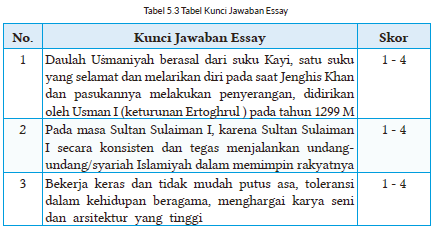 Tabel 5.3 Tabel Kunci Jawaban Essay
No. Kunci Jawaban Essay Skor
1 Daulah Uśmaniyah berasal dari suku Kayi, satu suku 1 - 4
yang selamat dan melarikan diri pada saat Jenghis Khan
dan pasukannya melakukan penyerangan, didirikan
oleh Usman I (keturunan Ertoghrul ) pada tahun 1299 M
2 Pada masa Sultan Sulaiman I, karena Sultan Sulaiman 1 - 4
I secara konsisten dan tegas menjalankan undang-
undang/syariah Islamiyah dalam memimpin rakyatnya
3 Bekerja keras dan tidak mudah putus asa, toleransi 1 - 4
dalam kehidupan beragama, menghargai karya seni
dan arsitektur yang tinggi